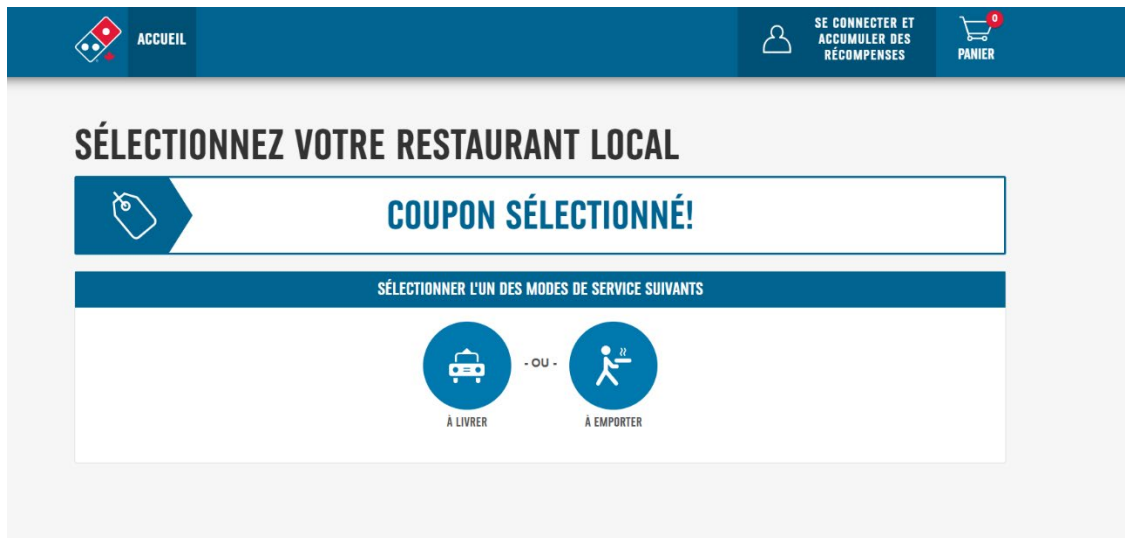 ACCUEIL
SE CONNECTER ET
ACCUMULER DES
RÉCOMPENSES
0
PANIER
SÉLECTIONNEZ VOTRE RESTAURANT LOCAL
COUPON SÉLECTIONNÉ!
SÉLECTIONNER L'UN DES MODES DE SERVICE SUIVANTS
- OU -
À LIVRER
À EMPORTER